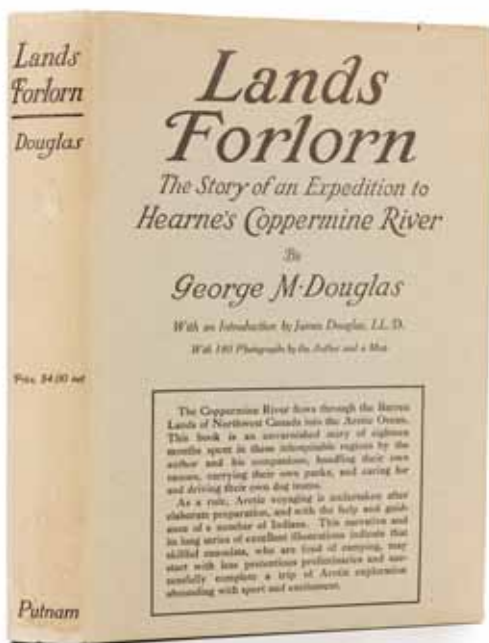 Lands
Forlorn
Douglas
Price, $4.00 net
Putnam
Lands
Forlorn
The Story of an Expedition to
Hearne's Coppermine River
By
George M·Douglas
With an Introduction by James Douglas, LL.D.
With 180 Photographs by the Author and a Map
The Coppermine River flows through the Barren
Lands of Northwest Canada into the Arctic Ocean.
This book is an unvarnished story of eighteen
months spent in these inhospitable regions by the
author and his companions, handling their own
canoes, carrying their own packs, and caring for
and driving their own dog teams.
As a rule, Arctic voyaging is undertaken after
elaborate preparation, and with the help and guid-
ance of a number of Indians. This narrative and
its long series of excellent illustrations indicate that
skillful canoeists, who are fond of camping, may
start with less pretentious preliminaries and suc-
cessfully complete a trip of Arctic exploration
abounding with sport and excitement.